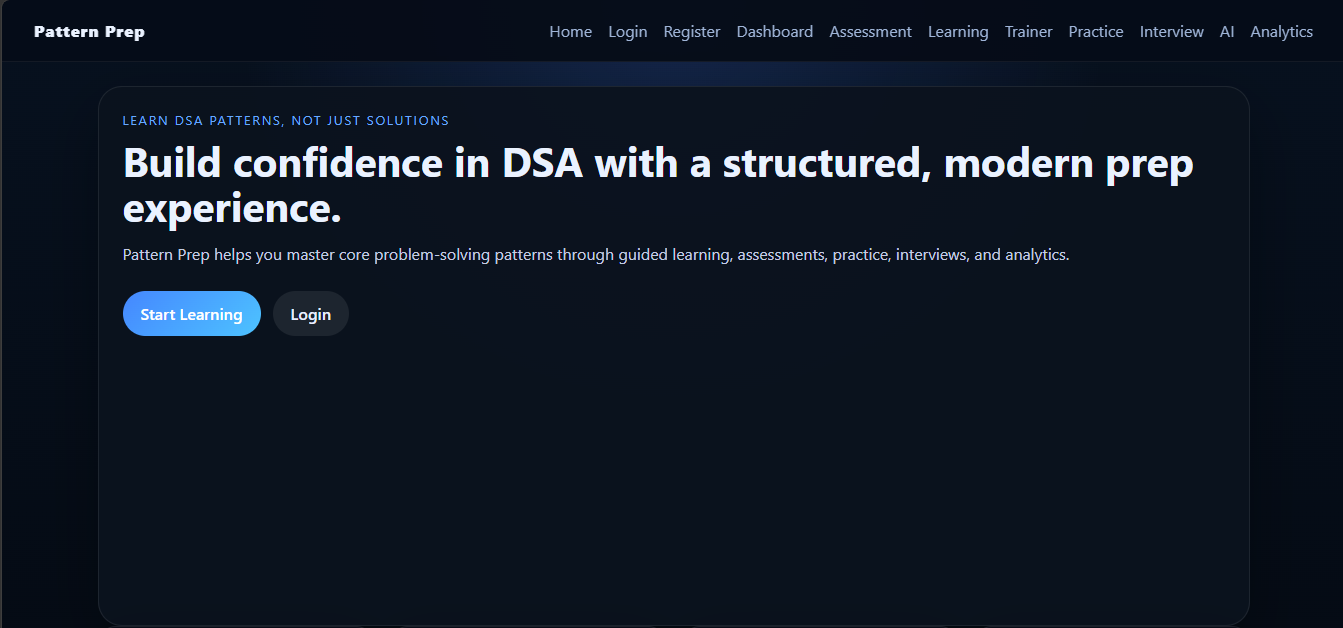 Pattern Prep
Home Login Register Dashboard Assessment Learning Trainer Practice Interview AI Analytics
LEARN DSA PATTERNS, NOT JUST SOLUTIONS
Build confidence in DSA with a structured, modern prep
experience.
Pattern Prep helps you master core problem-solving patterns through guided learning, assessments, practice, interviews, and analytics.
Start Learning
Login